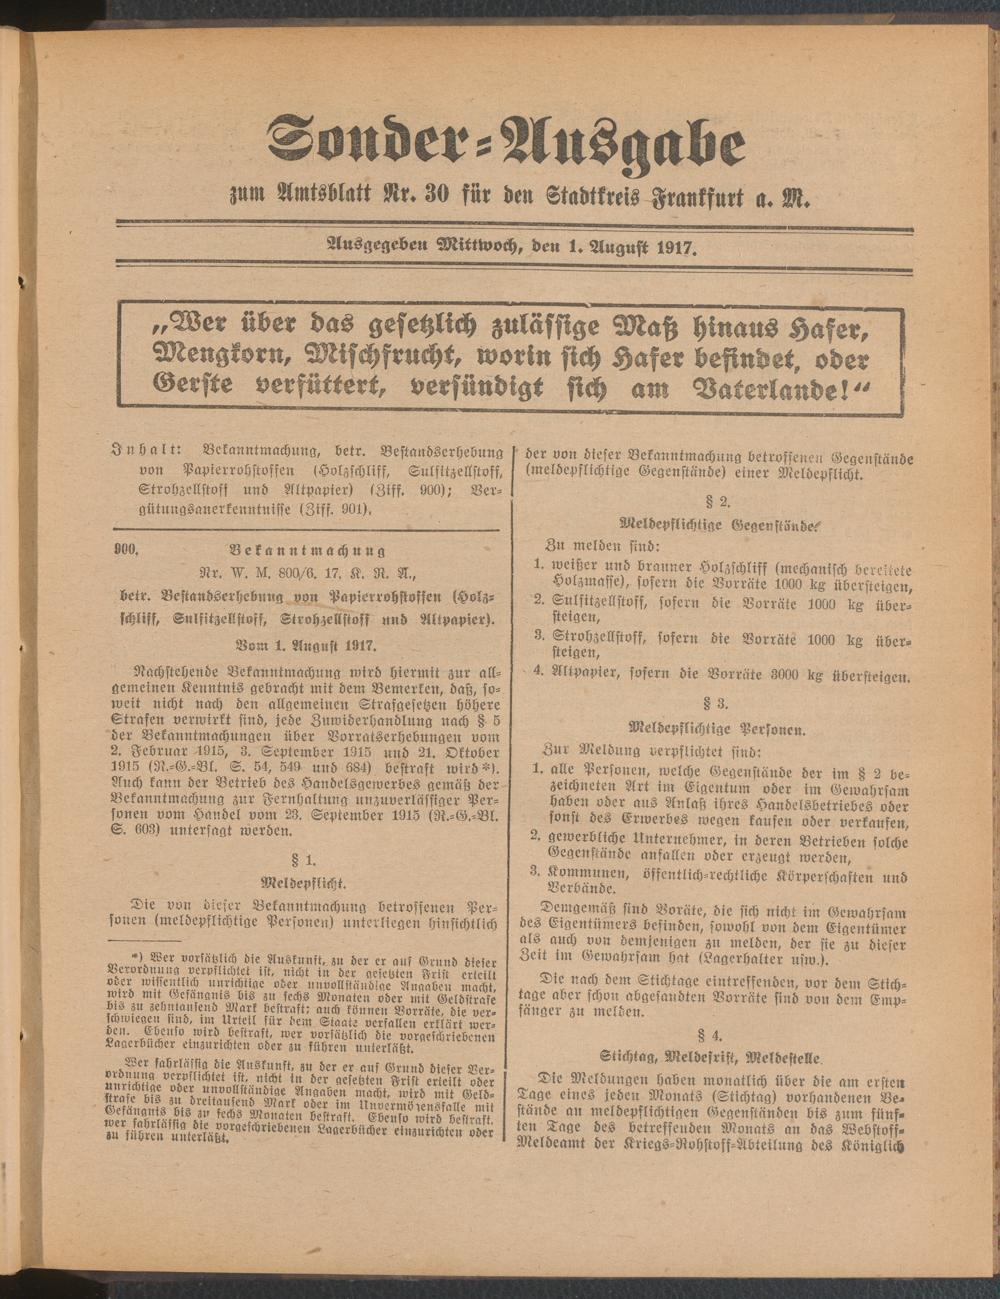 Sonder=Ausgabe
zum Amtsblatt Nr. 30 für den Stadtkreis Frankfurt a. M.
Ausgegeben Mittwoch, den 1. August 1917.
„Wer über das gesetzlich zulässige Maß hinaus Hafer,
Mengkorn, Mischfrucht, worin sich Hafer befindet, oder
Gerste verfüttert, versündigt sich am Vaterlande!“
Inhalt: Bekanntmachung, betr. Bestandserhebung
von Papierrohstoffen (Holzschliff, Sulfitzellstoff,
Strohzellstoff und Altpapier) (Ziff. 900); Ver=
gütungsanerkenntnisse (Ziff. 901).
900. Bekanntmachung
Nr. W. M. 800/6. 17. K. R. A.,
betr. Bestandserhebung von Papierrohstoffen (Holz=
schliff, Sulfitzellstoff, Strohzellstoff und Altpapier).
Vom 1. August 1917.
Nachstehende Bekanntmachung wird hiermit zur all=
gemeinen Kenntnis gebracht mit dem Bemerken, daß, so=
weit nicht nach den allgemeinen Strafgesetzen höhere
Strafen verwirkt sind, jede Zuwiderhandlung nach § 5
der Bekanntmachungen über Vorratserhebungen vom
2. Februar 1915, 3. September 1915 und 21. Oktober
1915 (R.=G.=Bl. S. 54, 549 und 684) bestraft wird*).
Auch kann der Betrieb des Handelsgewerbes gemäß der
Bekanntmachung zur Fernhaltung unzuverlässiger Per=
sonen vom Handel vom 23. September 1915 (R.=G.=Bl.
S. 603) untersagt werden.
§ 1.
Meldepflicht.
Die von dieser Bekanntmachung betroffenen Per=
sonen (meldepflichtige Personen) unterliegen hinsichtlich
*) Wer vorsätzlich die Auskunft, zu der er auf Grund dieser
Verordnung verpflichtet ist, nicht in der gesetzten Frist erteilt
oder wissentlich unrichtige oder unvollständige Angaben macht,
wird mit Gefängnis bis zu sechs Monaten oder mit Geldstrafe
bis zu zehntausend Mark bestraft; auch können Vorräte, die ver=
schwiegen sind, im Urteil für dem Staate verfallen erklärt wer=
den. Ebenso wird bestraft, wer vorsätzlich die vorgeschriebenen
Lagerbücher einzurichten oder zu führen unterläßt.
Wer fahrlässig die Auskunft, zu der er auf Grund dieser Ver=
ordnung verpflichtet ist, nicht in der gesetzten Frist erteilt oder
unrichtige oder unvollständige Angaben macht, wird mit Geld=
strafe bis zu dreitausend Mark oder im Unvermögensfalle mit
Gefängnis bis zu sechs Monaten bestraft. Ebenso wird bestraft,
wer fahrlässig die vorgeschriebenen Lagerbücher einzurichten oder
zu führen unterläßt.
der von dieser Bekanntmachung betroffenen Gegenstände
(meldepflichtige Gegenstände) einer Meldepflicht.
§ 2.
Meldepflichtige Gegenstände.
Zu melden sind:
1. weißer und brauner Holzschliff (mechanisch bereitete
Holzmasse), sofern die Vorräte 1000 kg übersteigen,
2. Sulfitzellstoff, sofern die Vorräte 1000 kg über=
steigen,
3. Strohzellstoff, sofern die Vorräte 1000 kg über=
steigen,
4. Altpapier, sofern die Vorräte 3000 kg übersteigen.
§ 3.
Meldepflichtige Personen.
Zur Meldung verpflichtet sind:
1. alle Personen, welche Gegenstände der im § 2 be=
zeichneten Art im Eigentum oder im Gewahrsam
haben oder aus Anlaß ihres Handelsbetriebes oder
sonst des Erwerbes wegen kaufen oder verkaufen,
2. gewerbliche Unternehmer, in deren Betrieben solche
Gegenstände anfallen oder erzeugt werden,
3. Kommunen, öffentlich=rechtliche Körperschaften und
Verbände.
Demgemäß sind Voräte, die sich nicht im Gewahrsam
des Eigentümers befinden, sowohl von dem Eigentümer
als auch von demjenigen zu melden, der sie zu dieser
Zeit im Gewahrsam hat (Lagerhalter usw.).
Die nach dem Stichtage eintreffenden, vor dem Stich=
tage aber schon abgesandten Vorräte sind von dem Emp=
fänger zu melden.
§ 4.
Stichtag, Meldefrist, Meldestelle
Die Meldungen haben monatlich über die am ersten
Tage eines jeden Monats (Stichtag) vorhandenen Be=
stände an meldepflichtigen Gegenständen bis zum fünf=
ten Tage des betreffenden Monats an das Webstoff=
Meldeamt der Kriegs=Rohstoff=Abteilung des Königlich